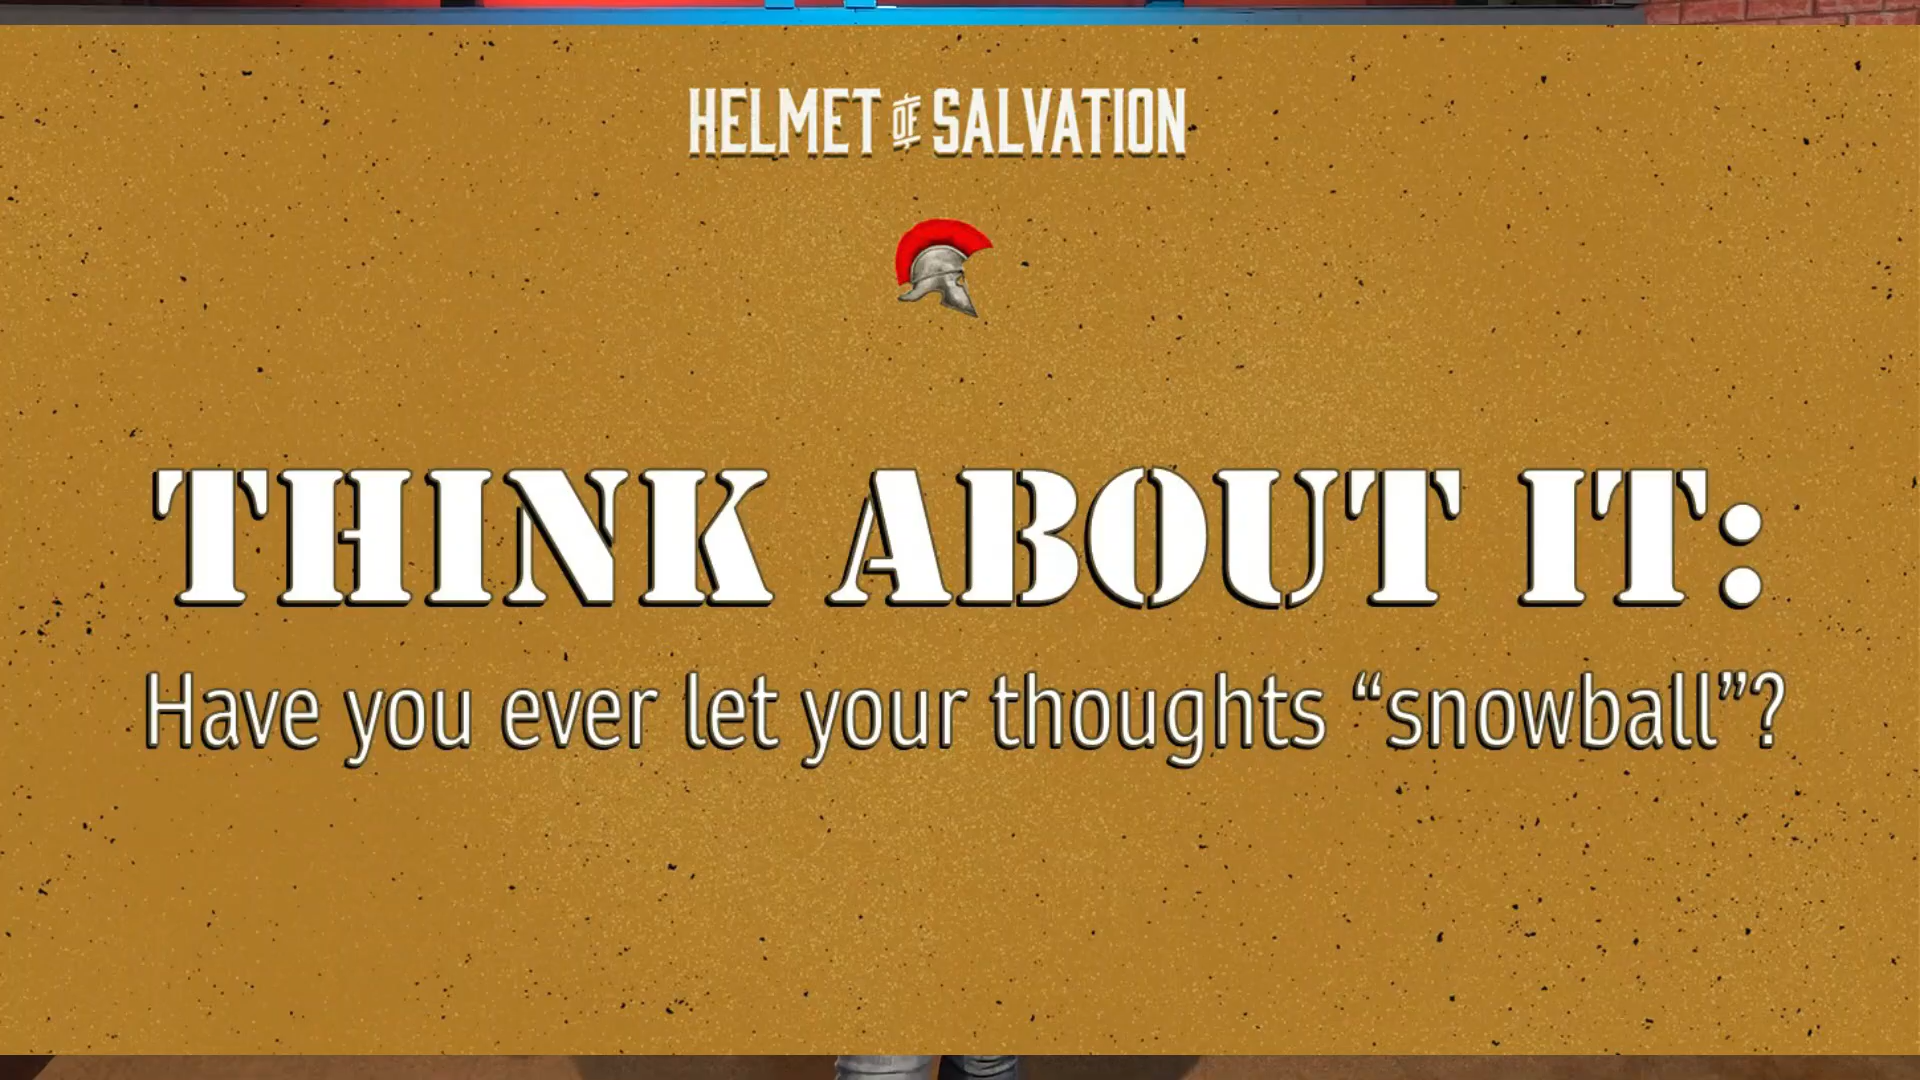 HELMET OF SALVATION
THINK ABOUT IT:
Have you ever let your thoughts “snowball”?